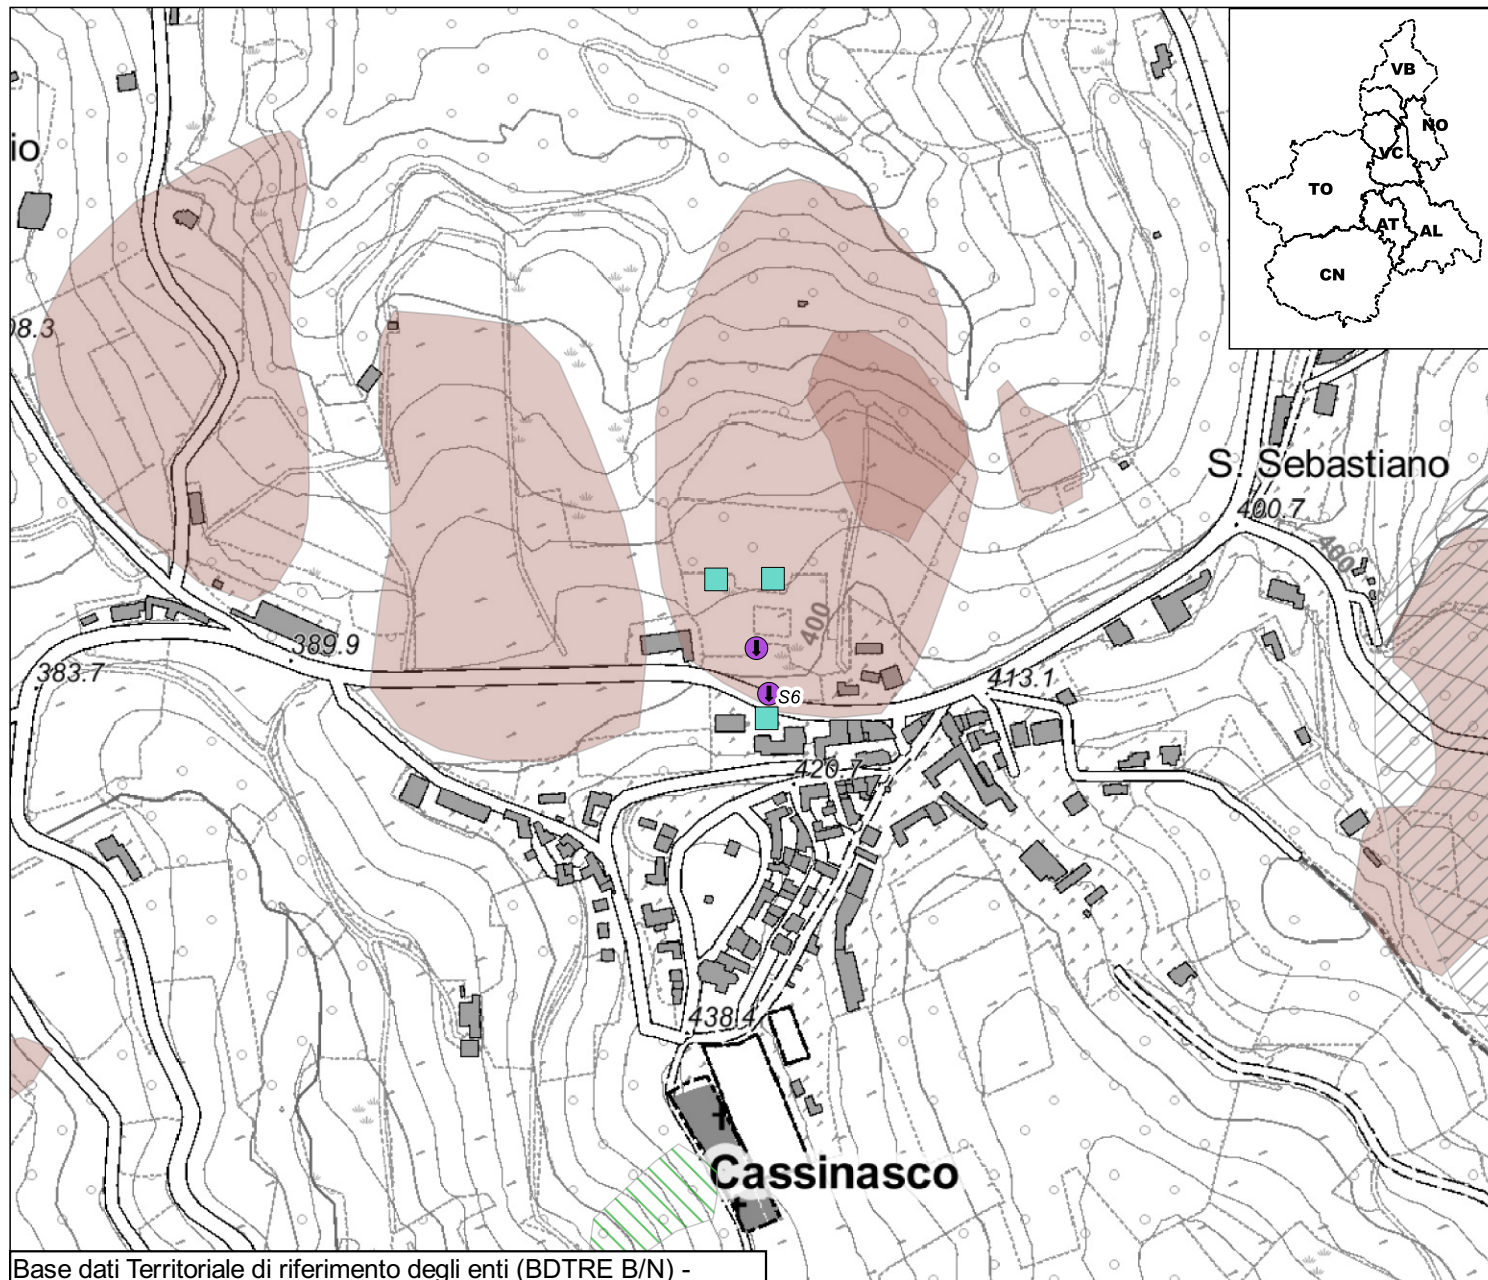 VB
NO
VC
TO
AT
AL
CN
io
08.3
S. Sebastiano
400.7
400
400
389.9
383.7
413.1
S6
420.7
438.4
Cassinasco
Base dati Territoriale di riferimento degli enti (BDTRE B/N) -